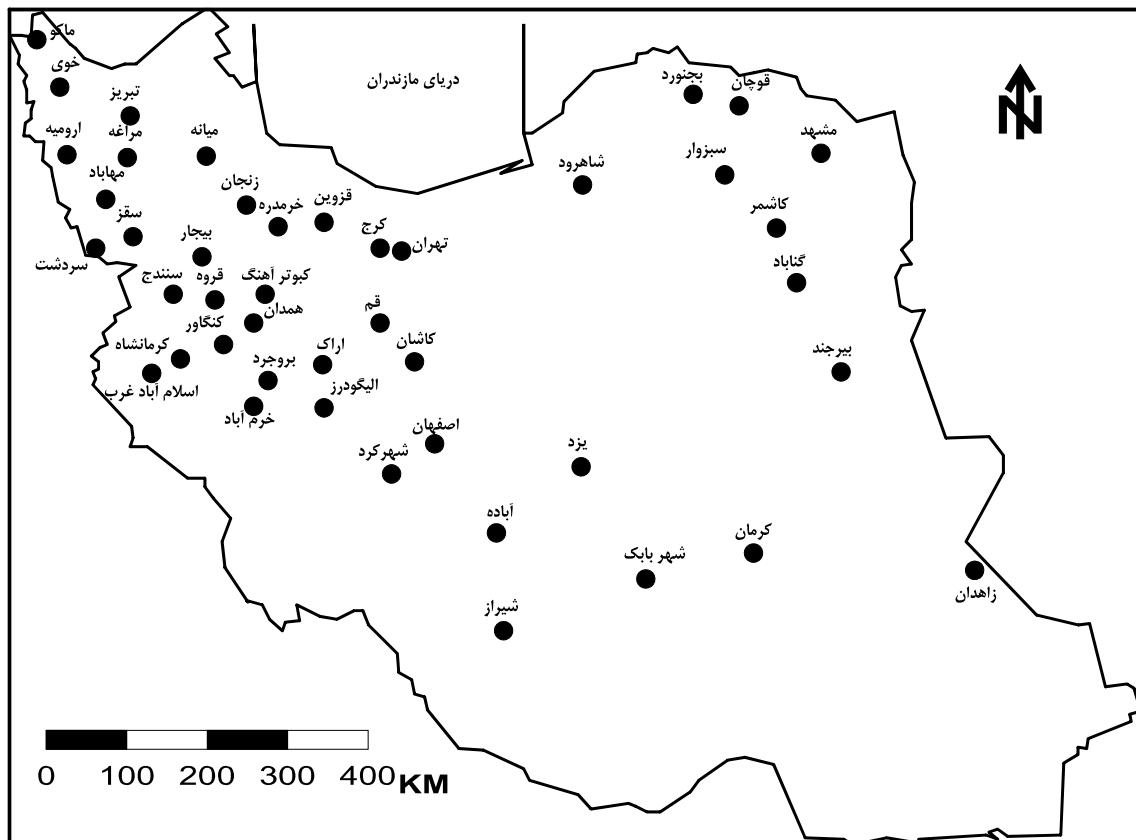 ماکو
خوی
تبریز
ارومیه
مراغه
میانه
مهاباد
زنجان
خرمدره
قزوین
سقز
سردشت
بیجار
کرج
تهران
سنندج
قروه
کبوتر آهنگ
همدان
کنگاور
قم
کرمانشاه
اسلام آباد غرب
بروجرد
اراک
کاشان
خرم آباد
الیگودرز
اصفهان
شهرکرد
دریای مازندران
بجنورد
قوچان
مشهد
سبزوار
شاهرود
کاشمر
گناباد
بیرجند
یزد
آباده
کرمان
شهر بابک
زاهدان
شیراز
N
0 100 200 300 400 KM